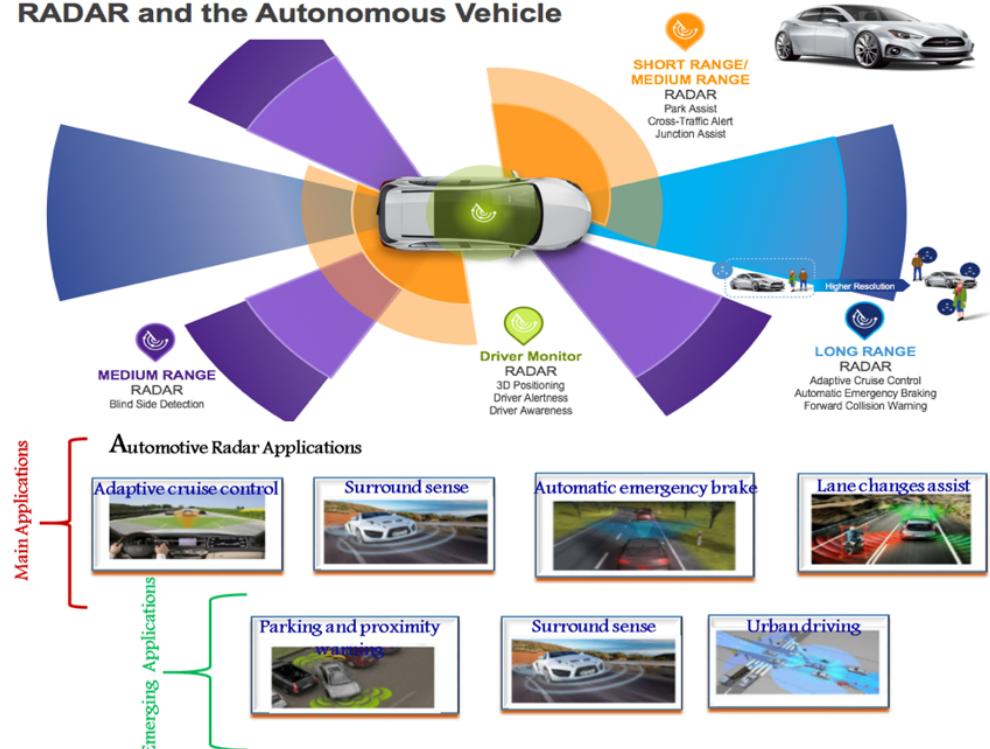 RADAR and the Autonomous Vehicle
SHORT RANGE/
MEDIUM RANGE
RADAR
Park Assist
Cross-Traffic Alert
Junction Assist
Higher Resolution
MEDIUM RANGE
RADAR
Blind Side Detection
Driver Monitor
RADAR
3D Positioning
Driver Alertness
Driver Awareness
LONG RANGE
RADAR
Adaptive Cruise Control
Automatic Emergency Braking
Forward Collision Warning
Main Applications
Automotive Radar Applications
Adaptive cruise control
Surround sense
Automatic emergency brake
Lane changes assist
Emerging Applications
Parking and proximity
warning
Surround sense
Urban driving